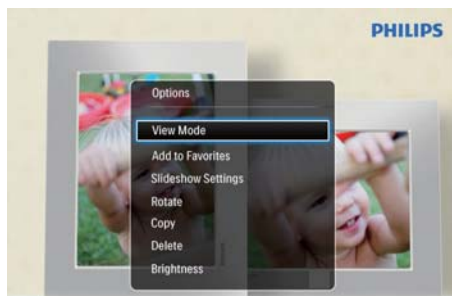 PHILIPS
Options
View Mode
Add to Favorites
Slideshow Settings
Rotate
Copy
Delete
Brightness